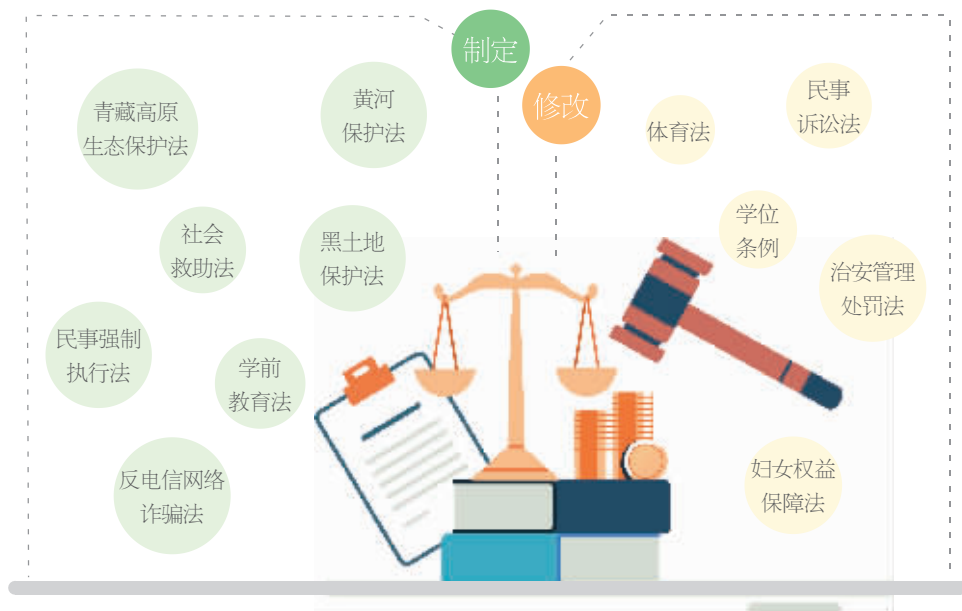 制定
修改
青藏高原
生态保护法
黄河
保护法
社会
救助法
黑土地
保护法
民事强制
执行法
学前
教育法
反电信网络
诈骗法
体育法
民事
诉讼法
学位
条例
治安管理
处罚法
妇女权益
保障法